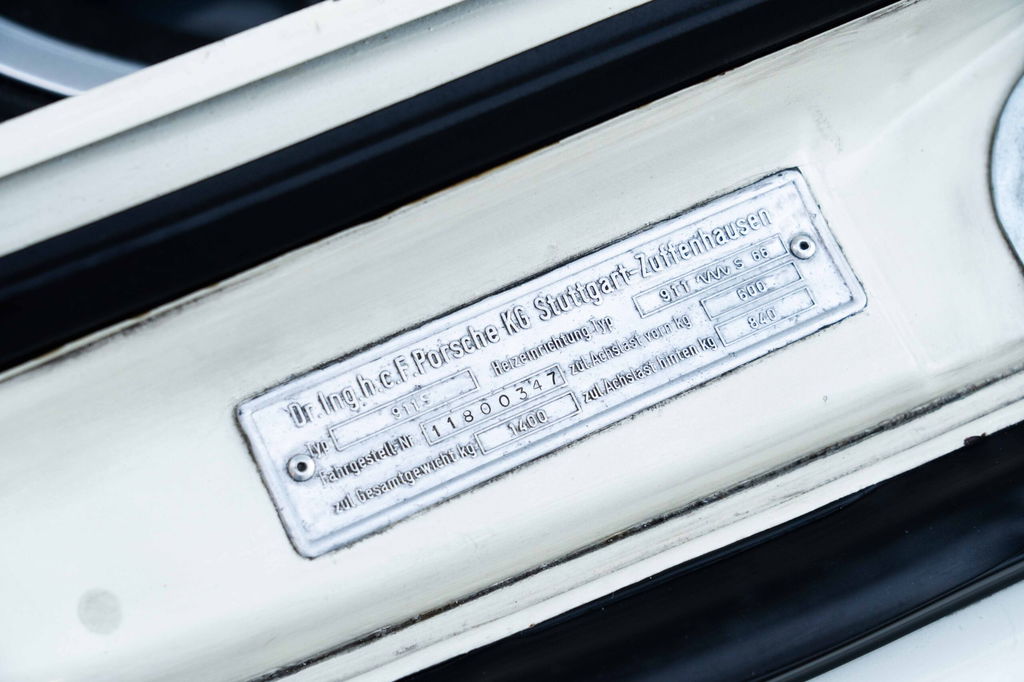 Dr.Ing.h.c.F.Porsche KG Stuttgart-Zuffenhausen
Typ 911S Heizeinrichtung Typ 911 S 66
Fahrgestell-Nr 11800347 zul.Achslast vorn kg 600
zul.Gesamtgewicht kg 1400 zul.Achslast hinten kg 840